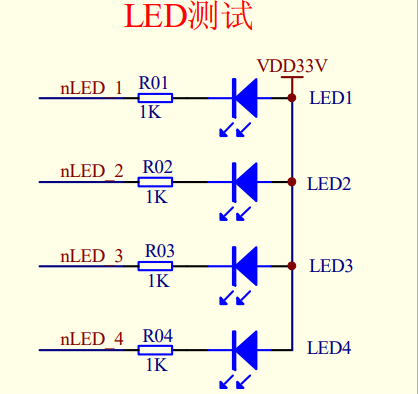 LED测试
VDD33V
nLED_1 R01 LED1
1K
nLED_2 R02 LED2
1K
nLED_3 R03 LED3
1K
nLED_4 R04 LED4
1K